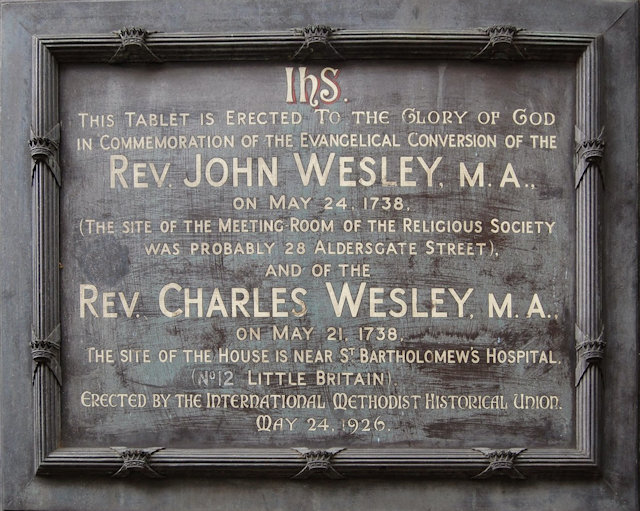 IhS.
THIS TABLET IS ERECTED TO THE GLORY OF GOD
IN COMMEMORATION OF THE EVANGELICAL CONVERSION OF THE
REV. JOHN WESLEY, M.A.,
ON MAY 24, 1738,
(THE SITE OF THE MEETING-ROOM OF THE RELIGIOUS SOCIETY
WAS PROBABLY 28 ALDERSGATE STREET),
AND OF THE
REV. CHARLES WESLEY, M.A.,
ON MAY 21, 1738.
(THE SITE OF THE HOUSE IS NEAR ST BARTHOLOMEW'S HOSPITAL,
(No 12 LITTLE BRITAIN)
ERECTED BY THE INTERNATIONAL METHODIST HISTORICAL UNION.
MAY 24, 1926.